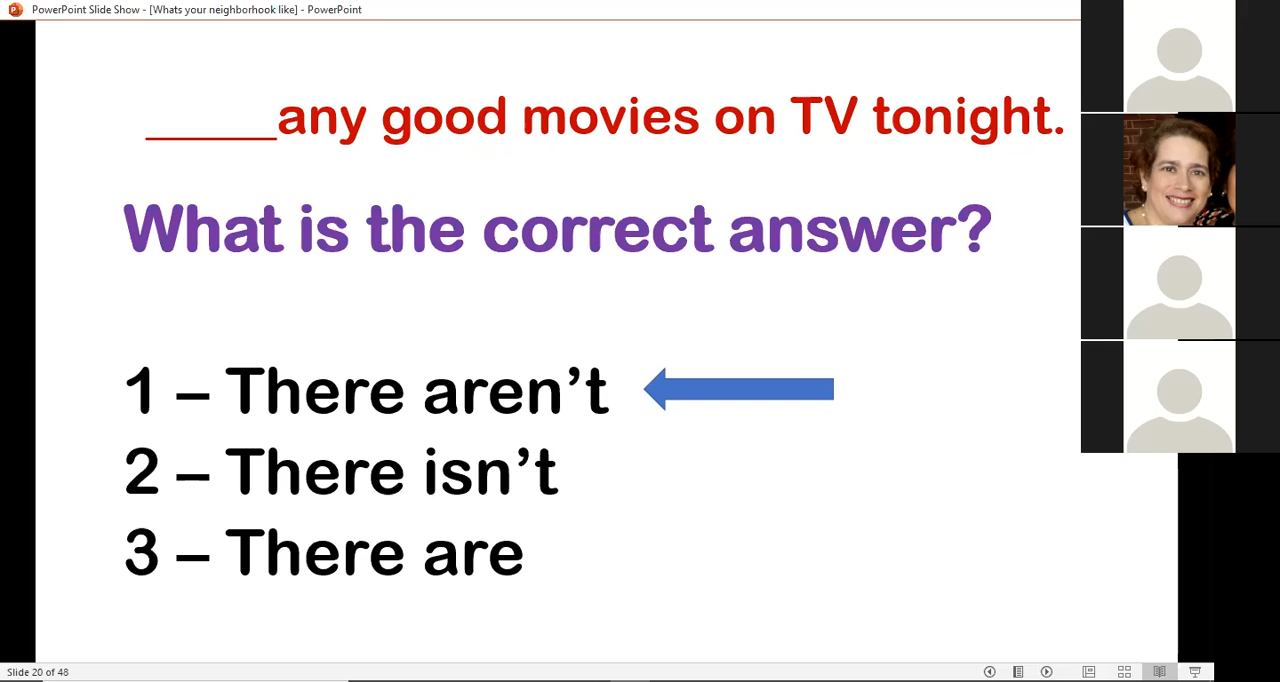 PowerPoint Slide Show - [Whats your neighborhook like] - PowerPoint
_____any good movies on TV tonight.
What is the correct answer?
1 – There aren’t
2 – There isn’t
3 – There are
Slide 20 of 48